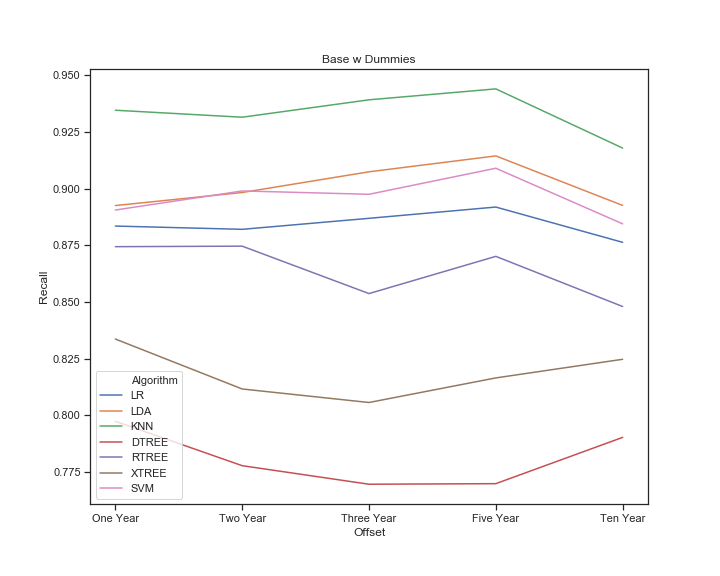 Base w Dummies
Recall
0.950
0.925
0.900
0.875
0.850
0.825
0.800
0.775
Algorithm
LR
LDA
KNN
DTREE
RTREE
XTREE
SVM
One Year
Two Year
Three Year
Five Year
Ten Year
Offset